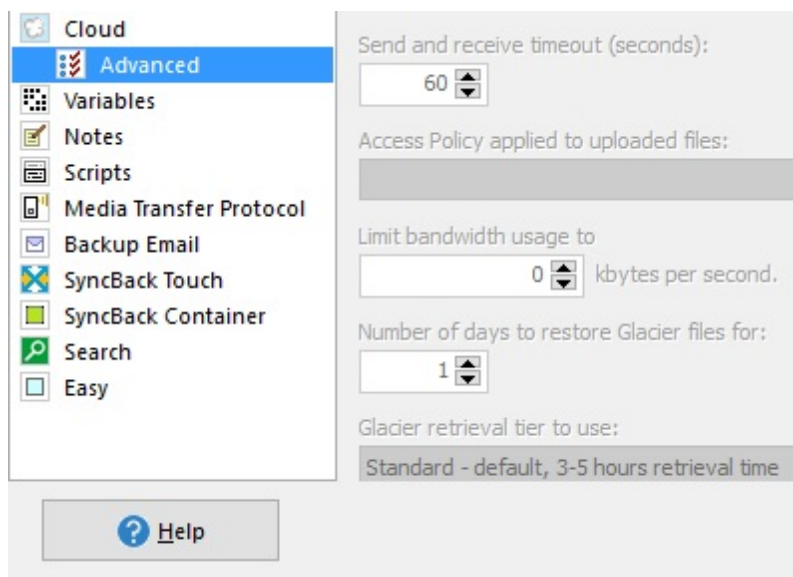 Cloud
Advanced
Variables
Notes
Scripts
Media Transfer Protocol
Backup Email
SyncBack Touch
SyncBack Container
Search
Easy
Send and receive timeout (seconds):
60
Access Policy applied to uploaded files:
Limit bandwidth usage to
0 kbytes per second.
Number of days to restore Glacier files for:
1
Glacier retrieval tier to use:
Standard - default, 3-5 hours retrieval time
Help